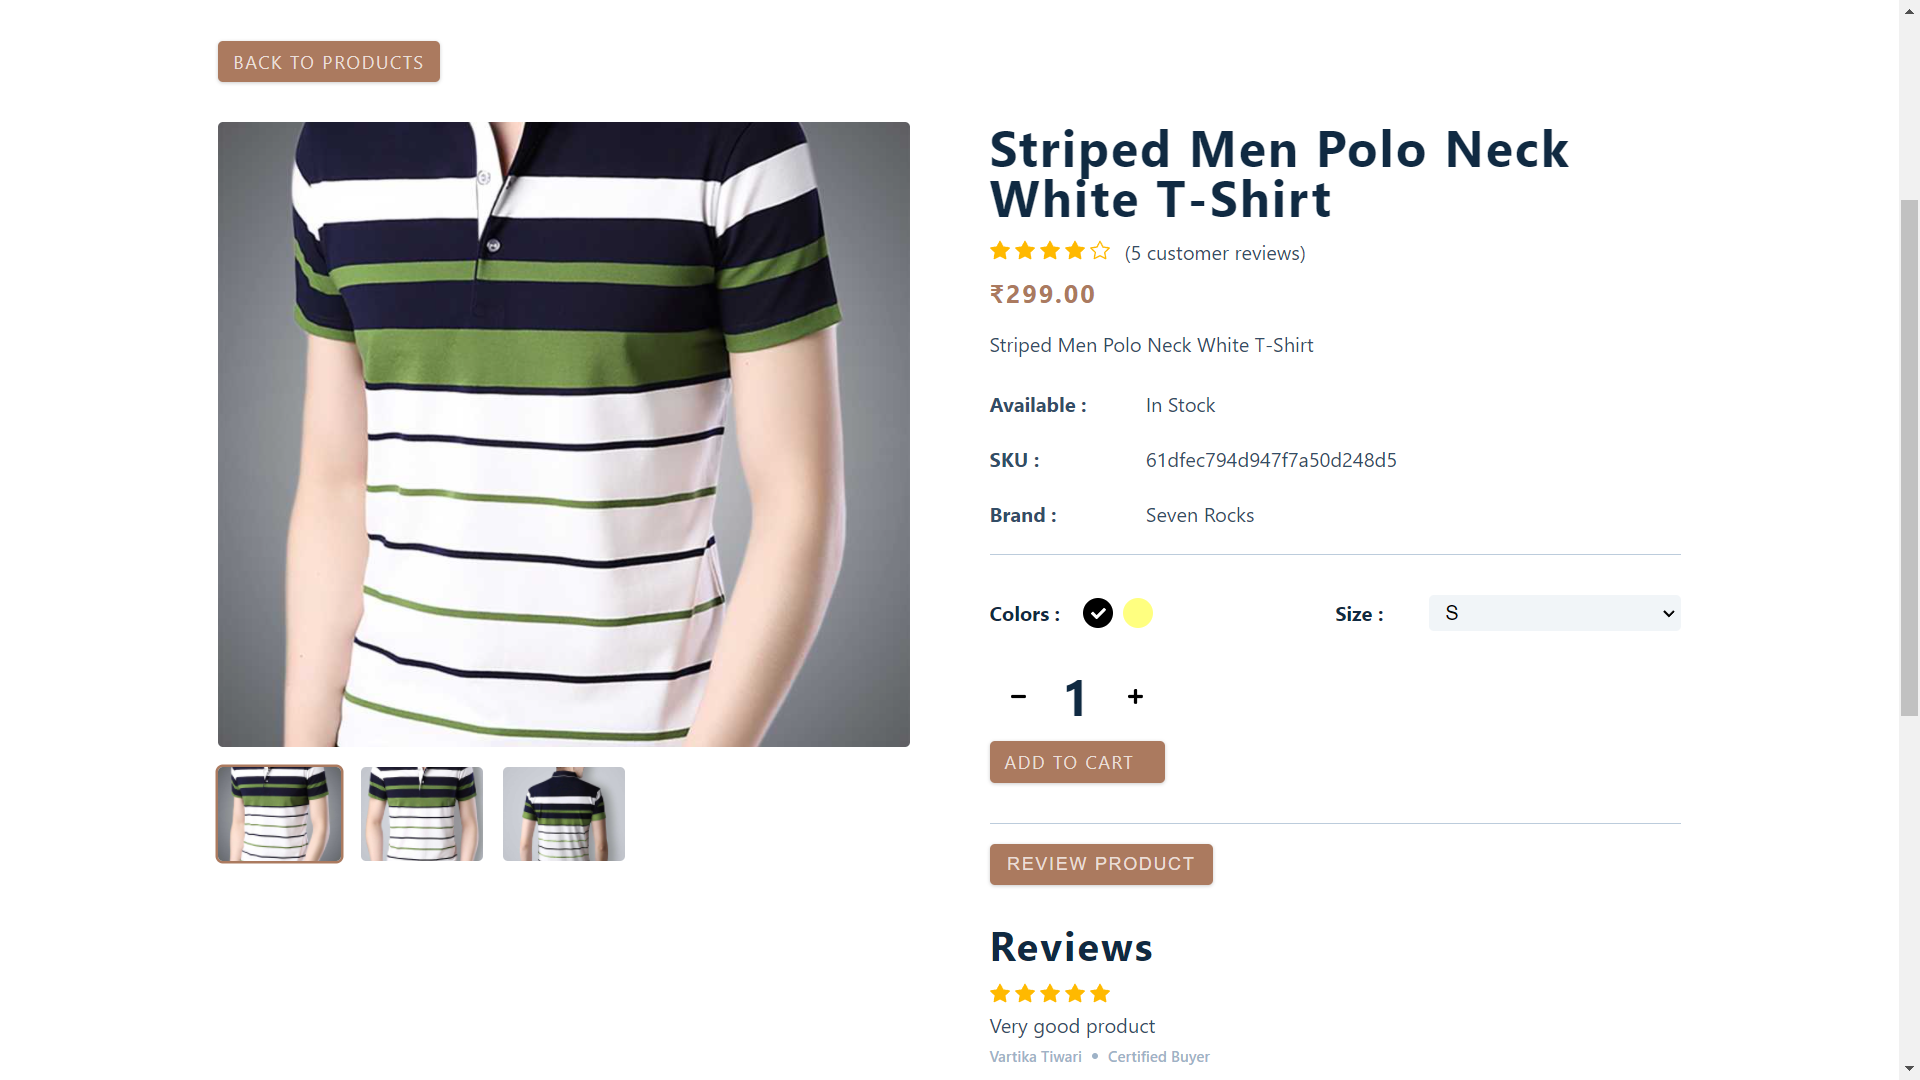 BACK TO PRODUCTS
Striped Men Polo Neck
White T-Shirt
(5 customer reviews)
₹299.00
Striped Men Polo Neck White T-Shirt
Available : In Stock
SKU : 61dfec794d947f7a50d248d5
Brand : Seven Rocks
Colors : Size : S
1
ADD TO CART
REVIEW PRODUCT
Reviews
Very good product
Vartika Tiwari • Certified Buyer